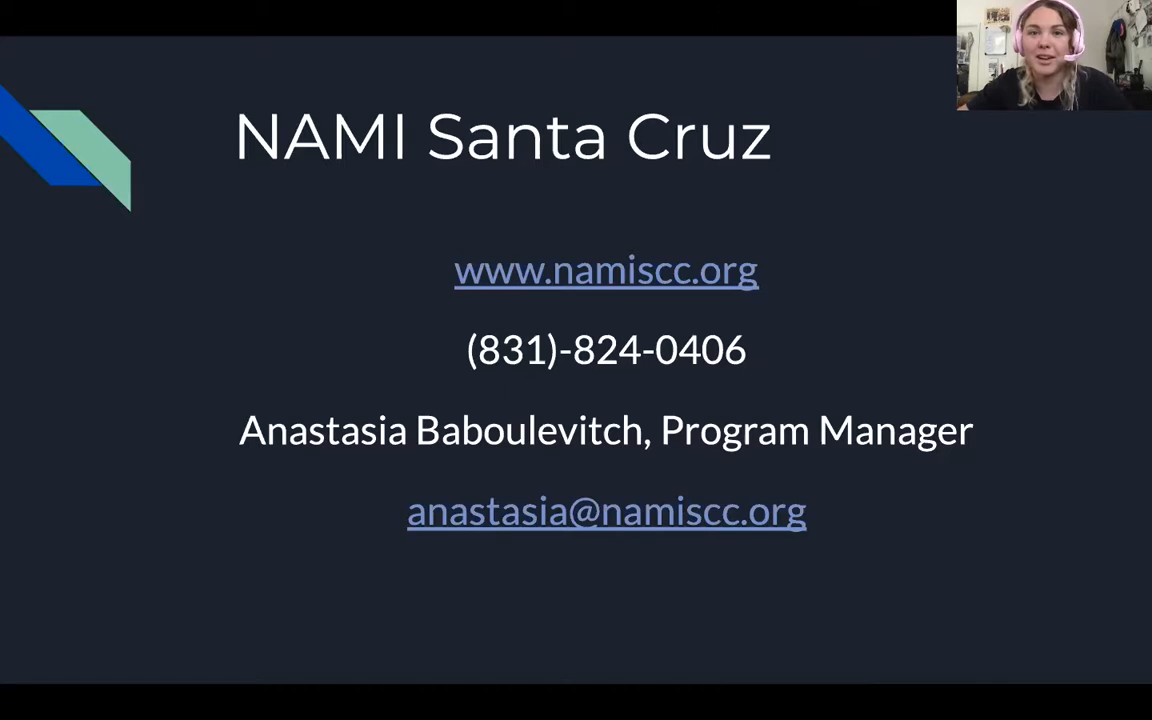 NAMI Santa Cruz
www.namiscc.org
(831)-824-0406
Anastasia Baboulevitch, Program Manager
anastasia@namiscc.org